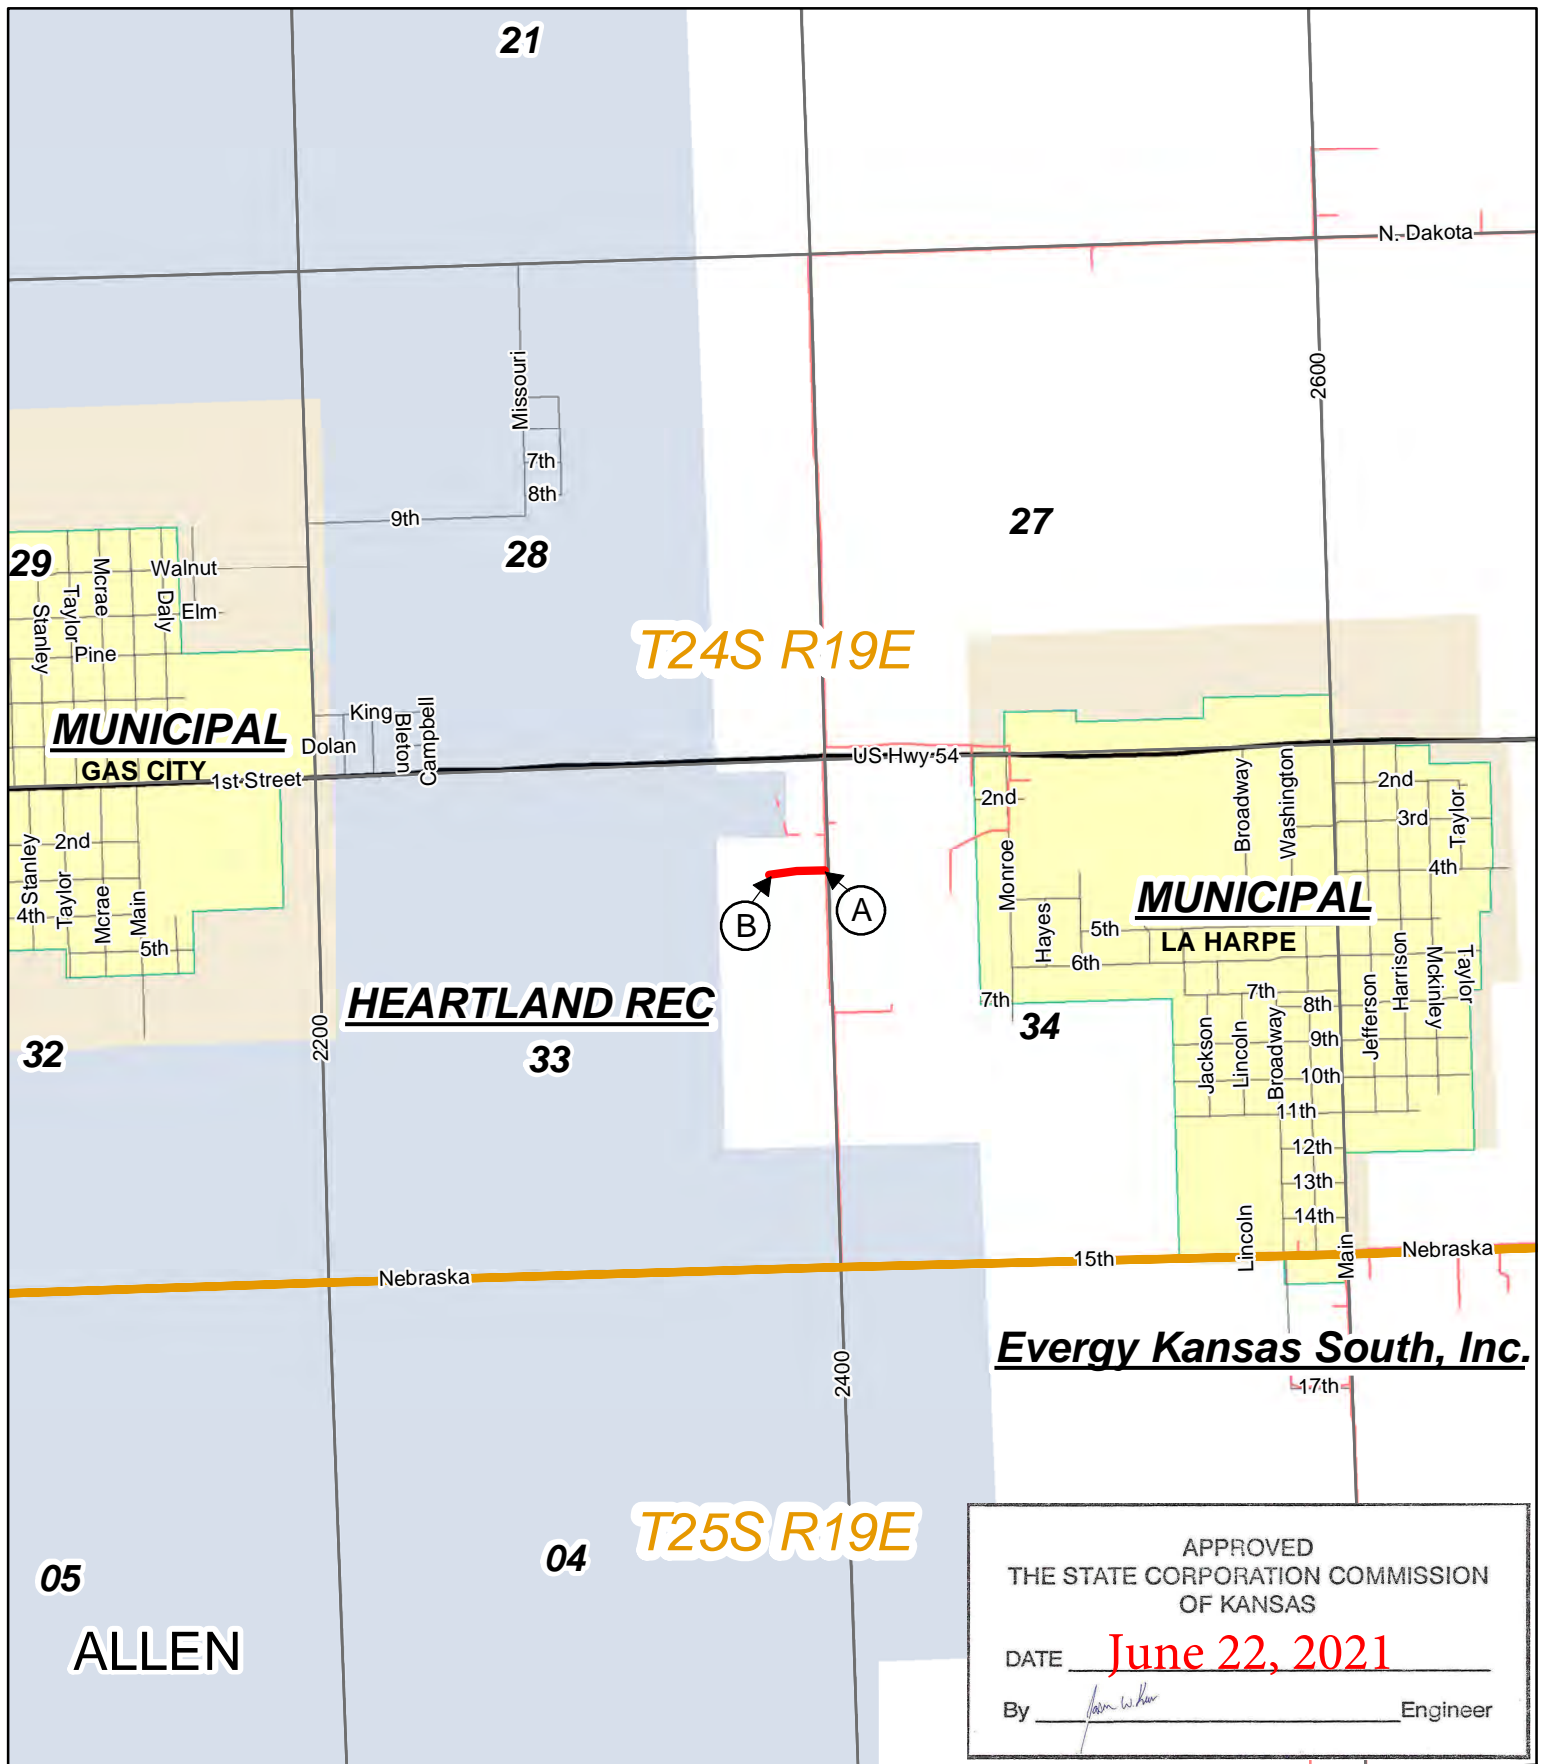 21
N. Dakota
Missouri
2600
7th
8th
9th
27
28
29
Walnut
Mcrae
Taylor
Daly
Elm
Stanley
Pine
T24S R19E
King
Bleton
Campbell
Dolan
MUNICIPAL
GAS CITY
1st Street
US Hwy 54
2nd
Broadway
Washington
2nd
Taylor
3rd
4th
2nd
Stanley
Taylor
Mcrae
Main
4th
5th
B
A
Monroe
Hayes
MUNICIPAL
LA HARPE
5th
6th
7th
Harrison
Mckinley
Taylor
Jefferson
7th
8th
HEARTLAND REC
34
2200
32
33
Jackson
Lincoln
Broadway
9th
10th
11th
12th
13th
14th
Lincoln
Main
15th
Nebraska
Nebraska
Evergy Kansas South, Inc.
2400
17th
T25S R19E
04
05
ALLEN
APPROVED
THE STATE CORPORATION COMMISSION
OF KANSAS
DATE June 22, 2021
By Engineer